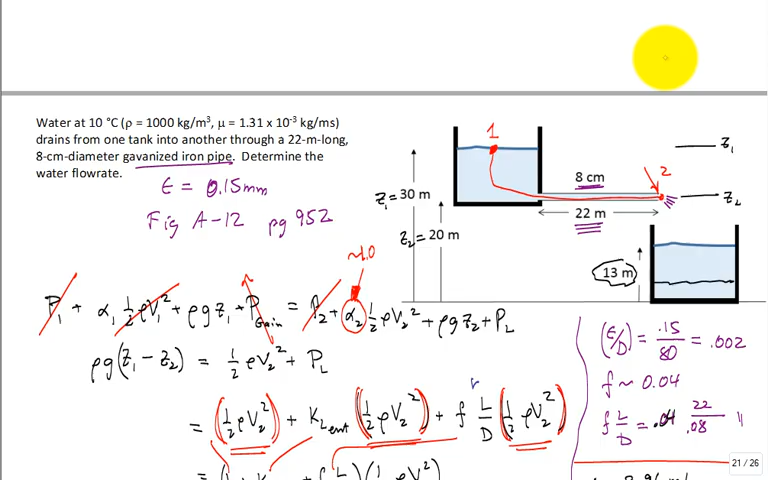 Water at 10 °C (ρ = 1000 kg/m³, μ = 1.31 x 10⁻³ kg/ms)
drains from one tank into another through a 22-m-long,
8-cm-diameter gavanized iron pipe. Determine the
water flowrate.
ϵ = 0.15mm
Fig A-12 pg 952
1
8 cm
2
Z₁
Z₁ = 30 m
Z₂
22 m
Z₂ = 20 m
13 m
~1.0
P₁ + α₁ ½ρV₁² + ρgz₁ + P_Gain = P₂ + α₂ ½ρV₂² + ρgz₂ + P_L
ρg(z₁ - z₂) = ½ρV₂² + P_L
= (½ρV₂²) + K_Lent (½ρV₂²) + f L/D (½ρV₂²)
(ϵ/D) = .15/80 = .002
f ~ 0.04
f L/D = .04 22/.08
21 / 26